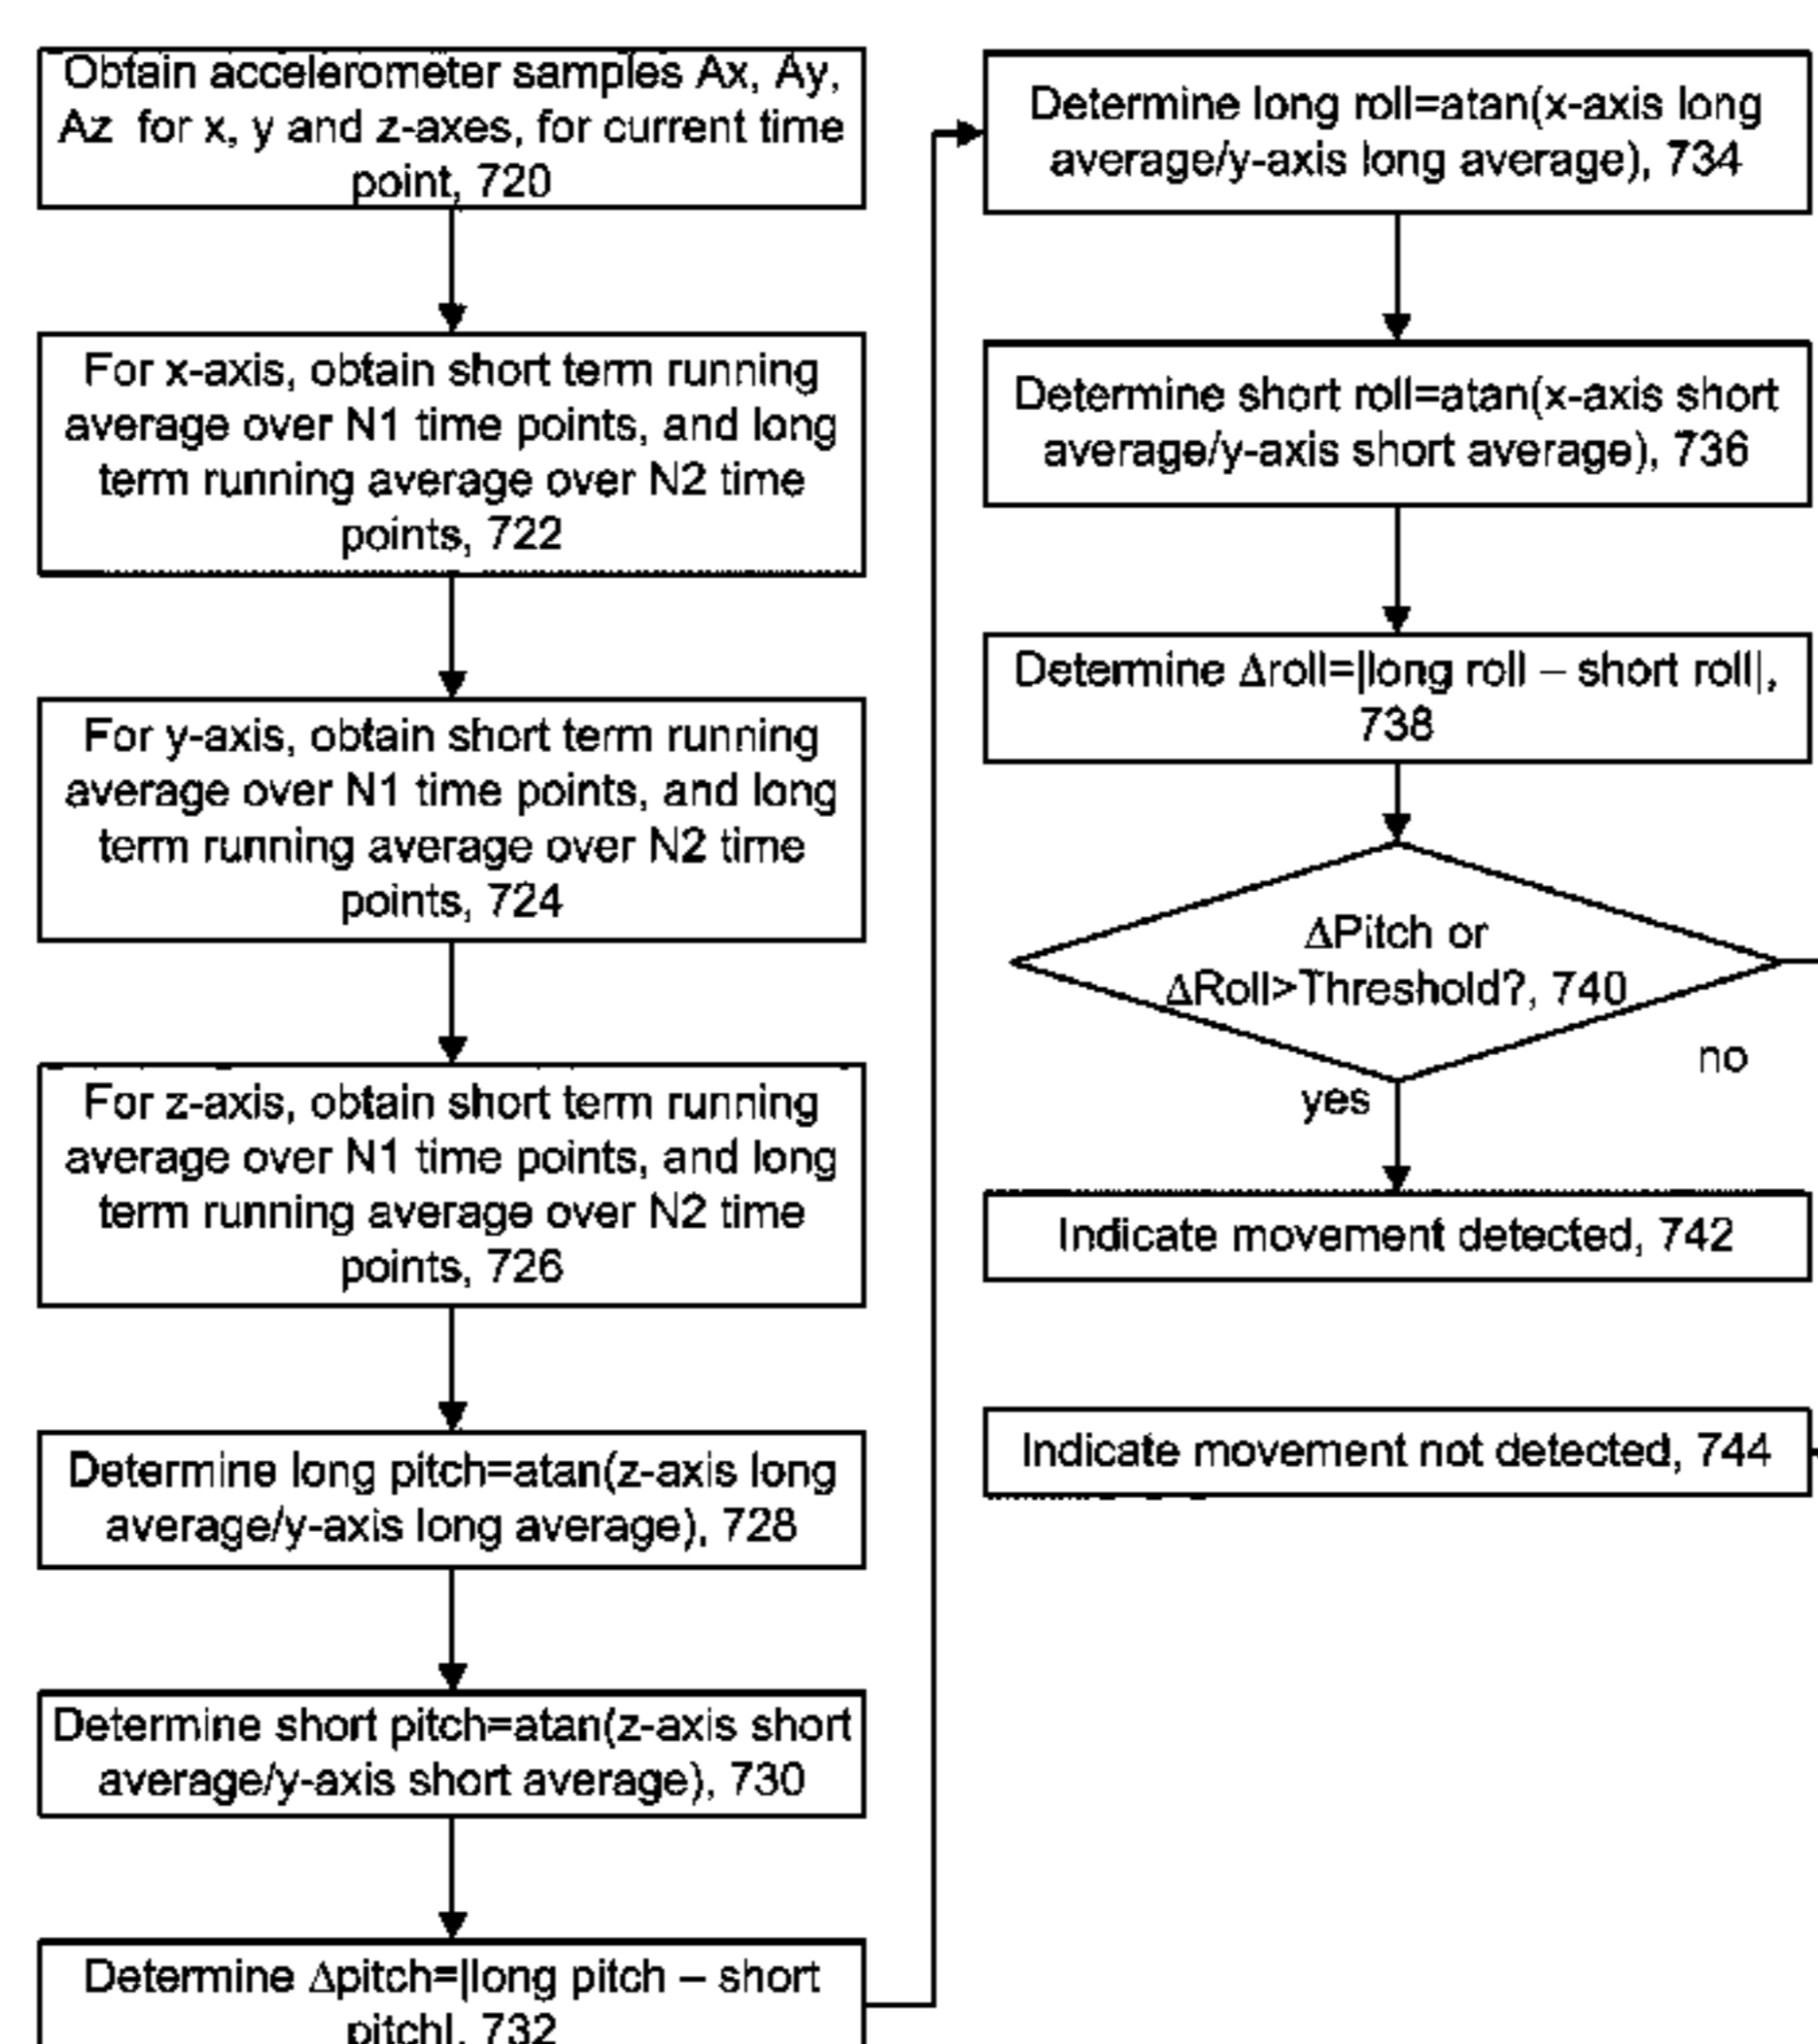 Obtain accelerometer samples Ax, Ay,
Az for x, y and z-axes, for current time
point, 720
For x-axis, obtain short term running
average over N1 time points, and long
term running average over N2 time
points, 722
For y-axis, obtain short term running
average over N1 time points, and long
term running average over N2 time
points, 724
For z-axis, obtain short term running
average over N1 time points, and long
term running average over N2 time
points, 726
Determine long pitch=atan(z-axis long
average/y-axis long average), 728
Determine short pitch=atan(z-axis short
average/y-axis short average), 730
Determine Δpitch=|long pitch – short
pitch|, 732
Determine long roll=atan(x-axis long
average/y-axis long average), 734
Determine short roll=atan(x-axis short
average/y-axis short average), 736
Determine Δroll=|long roll – short roll|,
738
ΔPitch or
ΔRoll>Threshold?, 740
no
yes
Indicate movement detected, 742
Indicate movement not detected, 744